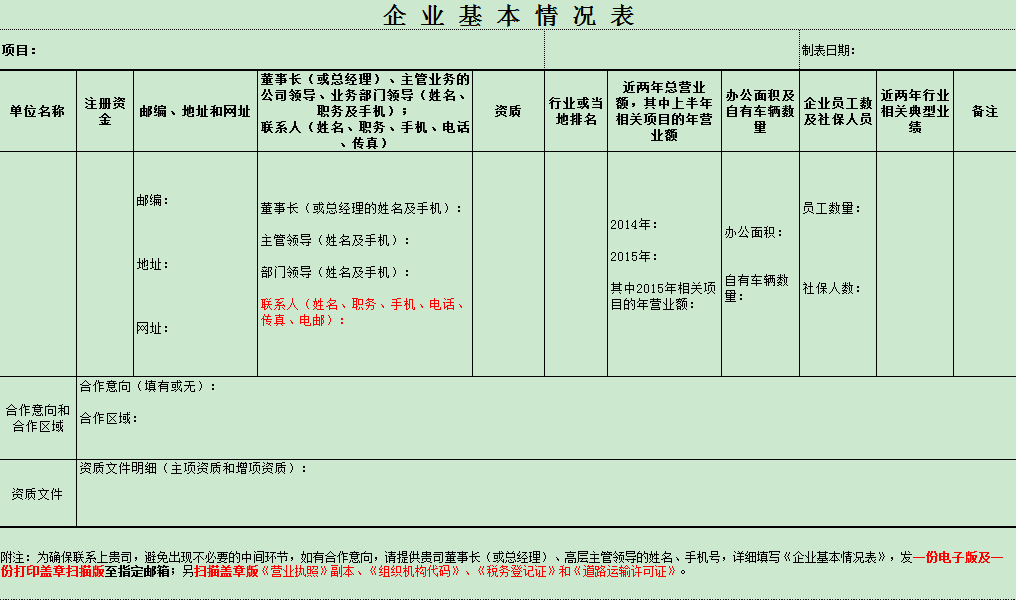 企 业 基 本 情 况 表
项目：
制表日期：
单位名称
注册资
金
邮编、地址和网址
董事长（或总经理）、主管业务的
公司领导、业务部门领导（姓名、
职务及手机）；
联系人（姓名、职务、手机、电话
、传真）
资质
行业或当
地排名
近两年总营业
额，其中上半年
相关项目的年营
业额
办公面积及
自有车辆数
量
企业员工数
及社保人员
近两年行业
相关典型业
绩
备注
邮编：
地址：
网址：
董事长（或总经理的姓名及手机）：
主管领导（姓名及手机）：
部门领导（姓名及手机）：
联系人（姓名、职务、手机、电话、
传真、电邮）：
2014年：
2015年：
其中2015年相关项
目的年营业额：
办公面积：
自有车辆数
量：
员工数量：
社保人数：
合作意向和
合作区域
合作意向（填有或无）：
合作区域：
资质文件
资质文件明细（主项资质和增项资质）：
附注：为确保联系上贵司，避免出现不必要的中间环节，如有合作意向，请提供贵司董事长（或总经理）、高层主管领导的姓名、手机号，详细填写《企业基本情况表》，发一份电子版及一
份打印盖章扫描版至指定邮箱；另扫描盖章版《营业执照》副本、《组织机构代码》、《税务登记证》和《道路运输许可证》。